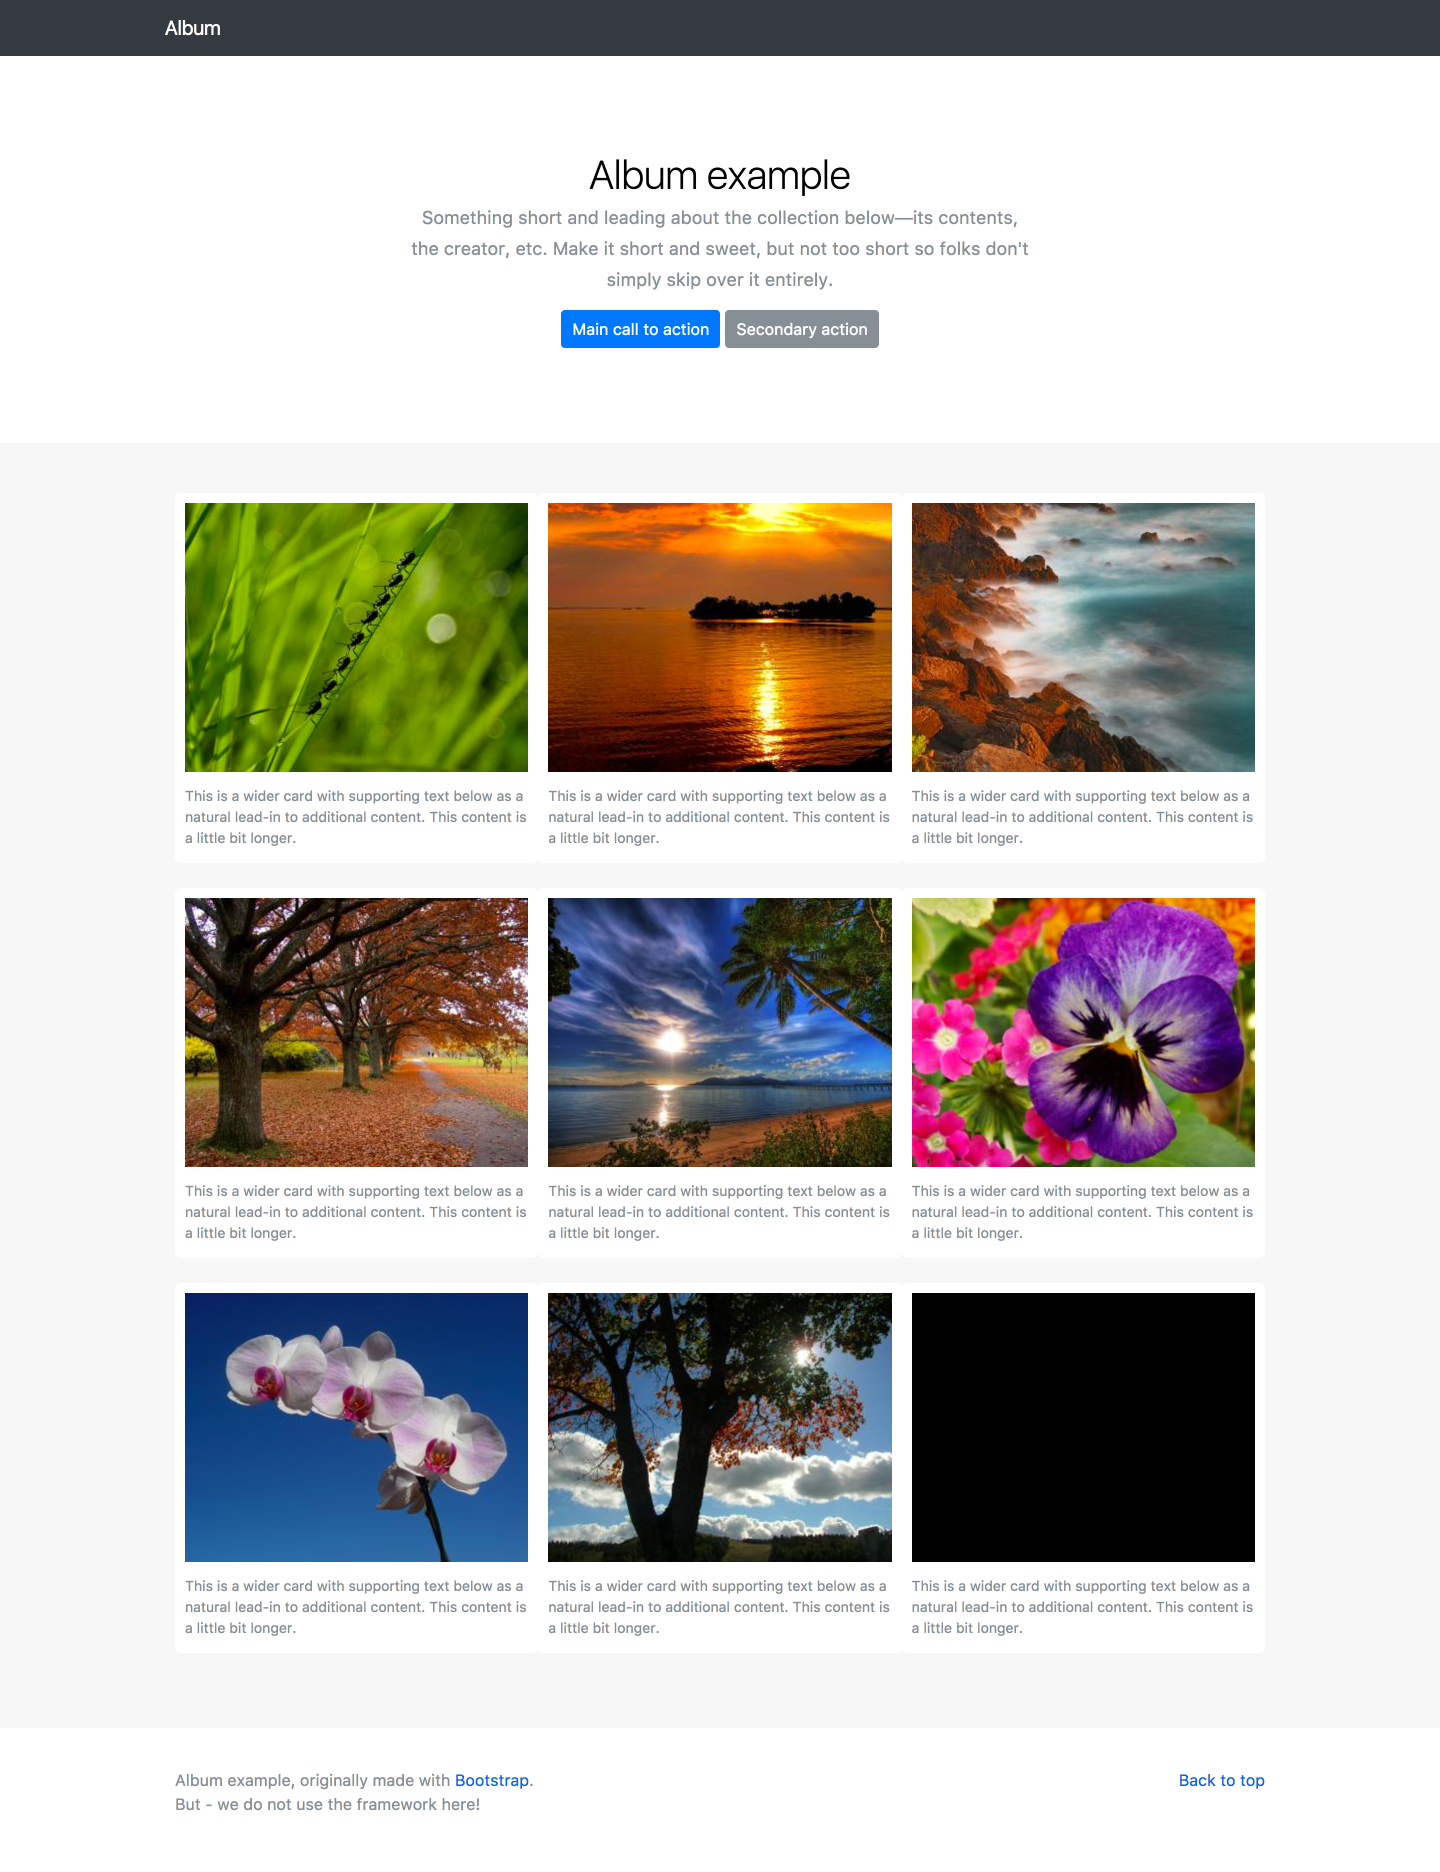 Album
Album example
Something short and leading about the collection below—its contents,
the creator, etc. Make it short and sweet, but not too short so folks don't
simply skip over it entirely.
Main call to action
Secondary action
This is a wider card with supporting text below as a
natural lead-in to additional content. This content is
a little bit longer.
This is a wider card with supporting text below as a
natural lead-in to additional content. This content is
a little bit longer.
This is a wider card with supporting text below as a
natural lead-in to additional content. This content is
a little bit longer.
This is a wider card with supporting text below as a
natural lead-in to additional content. This content is
a little bit longer.
This is a wider card with supporting text below as a
natural lead-in to additional content. This content is
a little bit longer.
This is a wider card with supporting text below as a
natural lead-in to additional content. This content is
a little bit longer.
This is a wider card with supporting text below as a
natural lead-in to additional content. This content is
a little bit longer.
This is a wider card with supporting text below as a
natural lead-in to additional content. This content is
a little bit longer.
This is a wider card with supporting text below as a
natural lead-in to additional content. This content is
a little bit longer.
Album example, originally made with Bootstrap.
But - we do not use the framework here!
Back to top